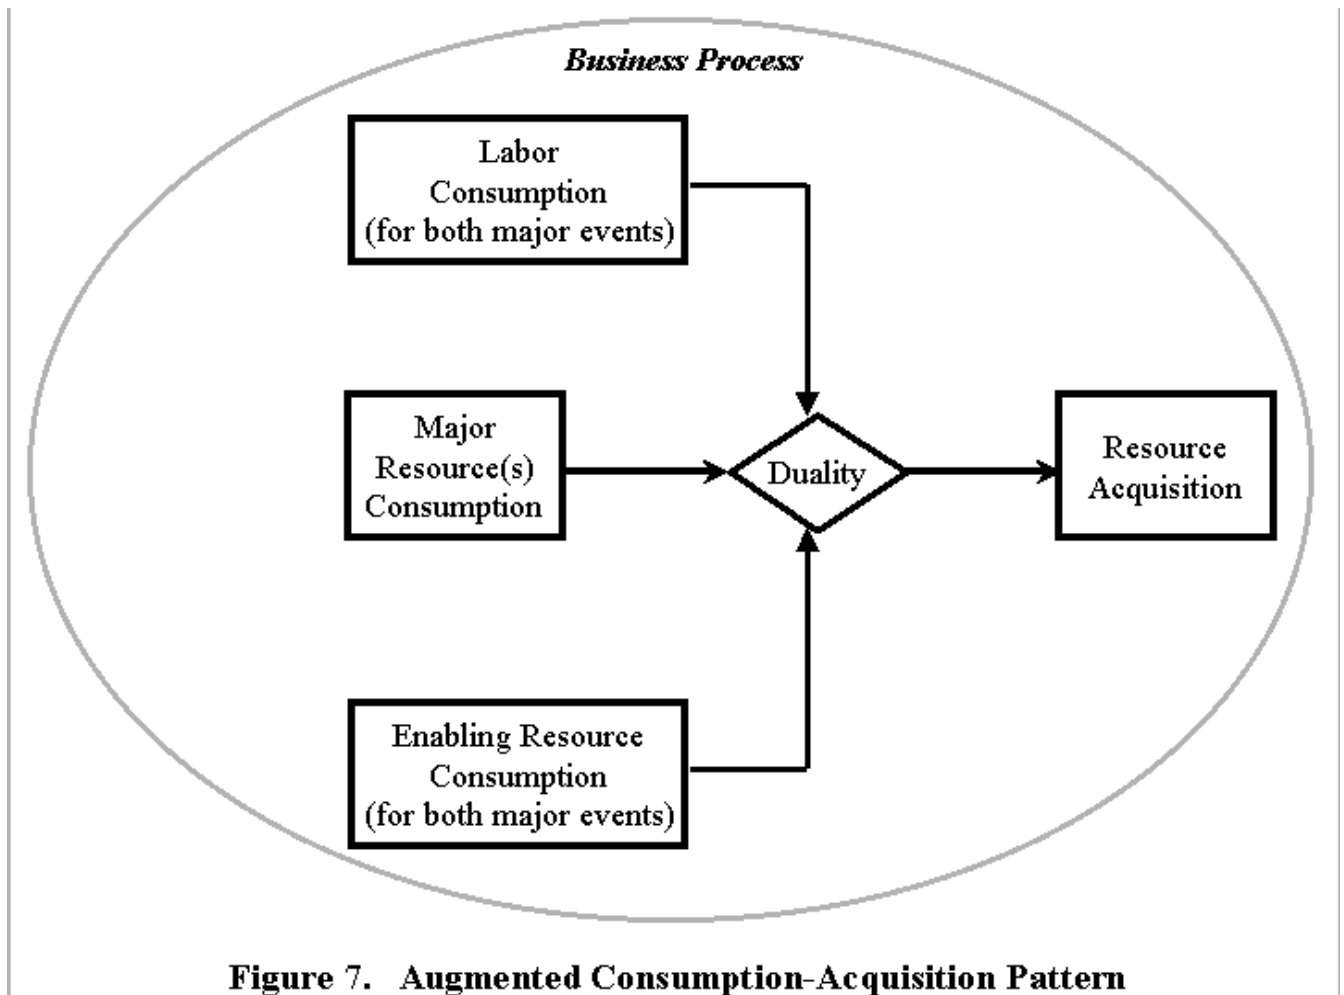 Business Process
Labor
Consumption
(for both major events)
Major
Resource(s)
Consumption
Duality
Resource
Acquisition
Enabling Resource
Consumption
(for both major events)
Figure 7. Augmented Consumption-Acquisition Pattern